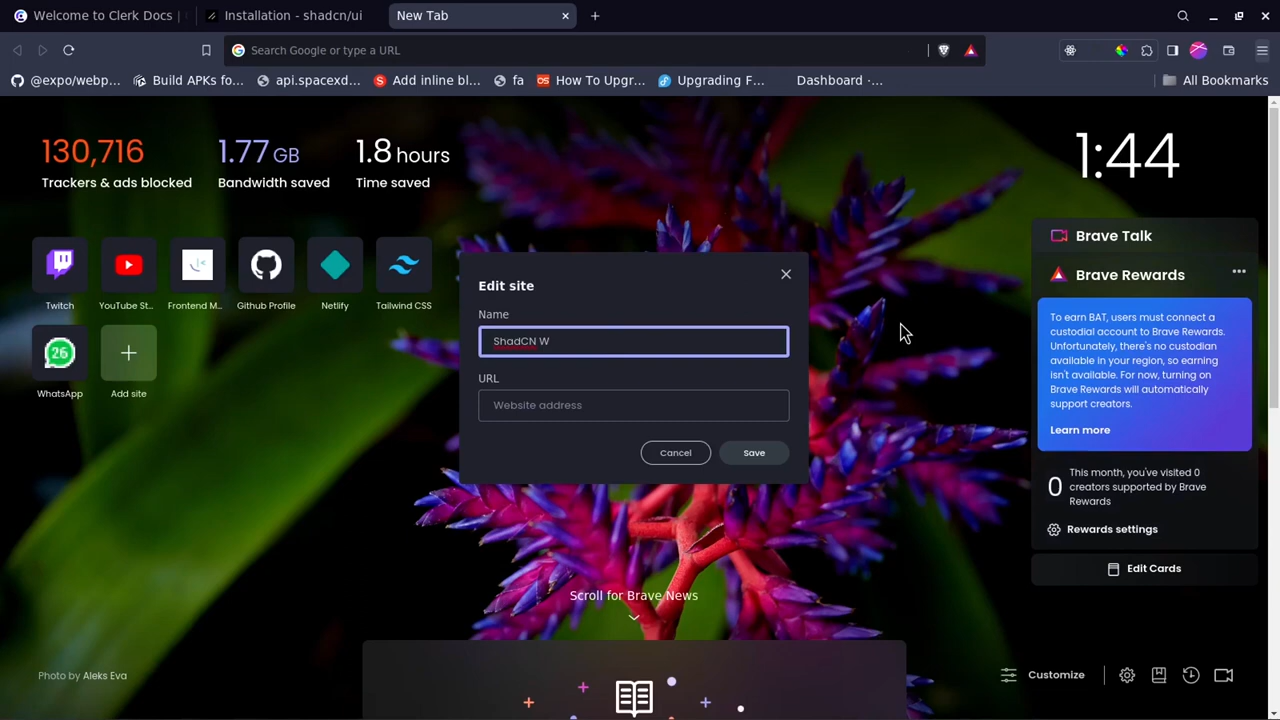 Welcome to Clerk Docs |
Installation - shadcn/ui
New Tab
Search Google or type a URL
@expo/webp...
Build APKs fo...
api.spacexd...
Add inline bl...
fa
How To Upgr...
Upgrading F...
Dashboard ·...
All Bookmarks
130,716
Trackers & ads blocked
1.77 GB
Bandwidth saved
1.8 hours
Time saved
1:44
Twitch
YouTube St...
Frontend M...
Github Profile
Netlify
Tailwind CSS
26
WhatsApp
Add site
Edit site
Name
ShadCN W
URL
Website address
Cancel
Save
Brave Talk
Brave Rewards
To earn BAT, users must connect a
custodial account to Brave Rewards.
Unfortunately, there's no custodian
available in your region, so earning
isn't available. For now, turning on
Brave Rewards will automatically
support creators.
Learn more
0
This month, you've visited 0
creators supported by Brave
Rewards
Rewards settings
Edit Cards
Scroll for Brave News
Photo by Aleks Eva
Customize